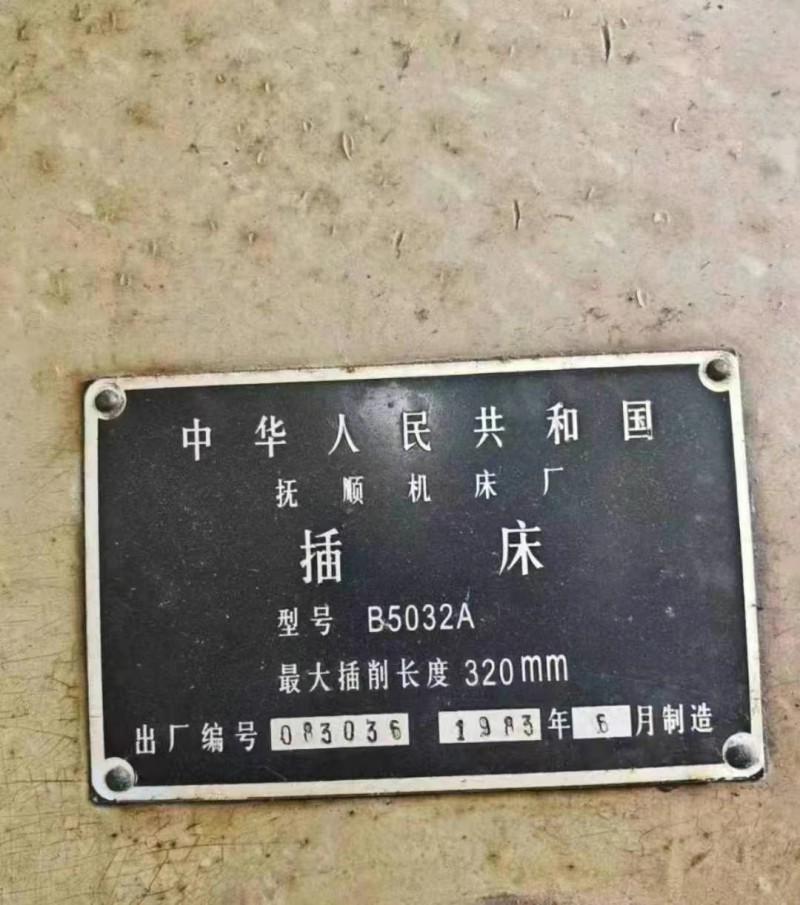 中华人民共和国
抚顺机床厂
插床
型号 B5032A
最大插削长度 320mm
出厂编号 083036 1983年6月制造